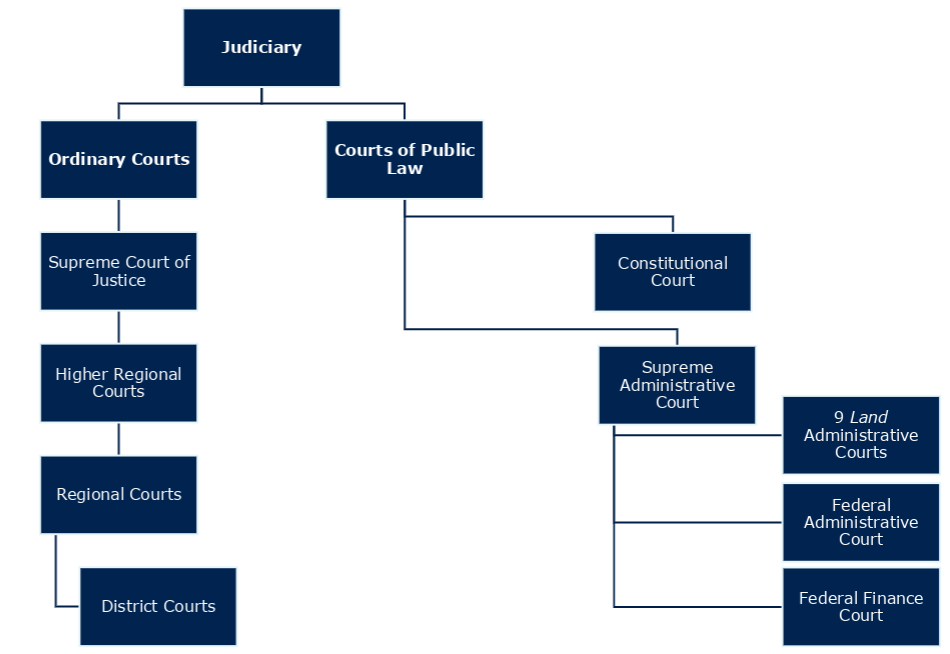 Judiciary
Ordinary Courts
Courts of Public
Law
Supreme Court of
Justice
Constitutional
Court
Higher Regional
Courts
Supreme
Administrative
Court
9 Land
Administrative
Courts
Regional Courts
Federal
Administrative
Court
District Courts
Federal Finance
Court